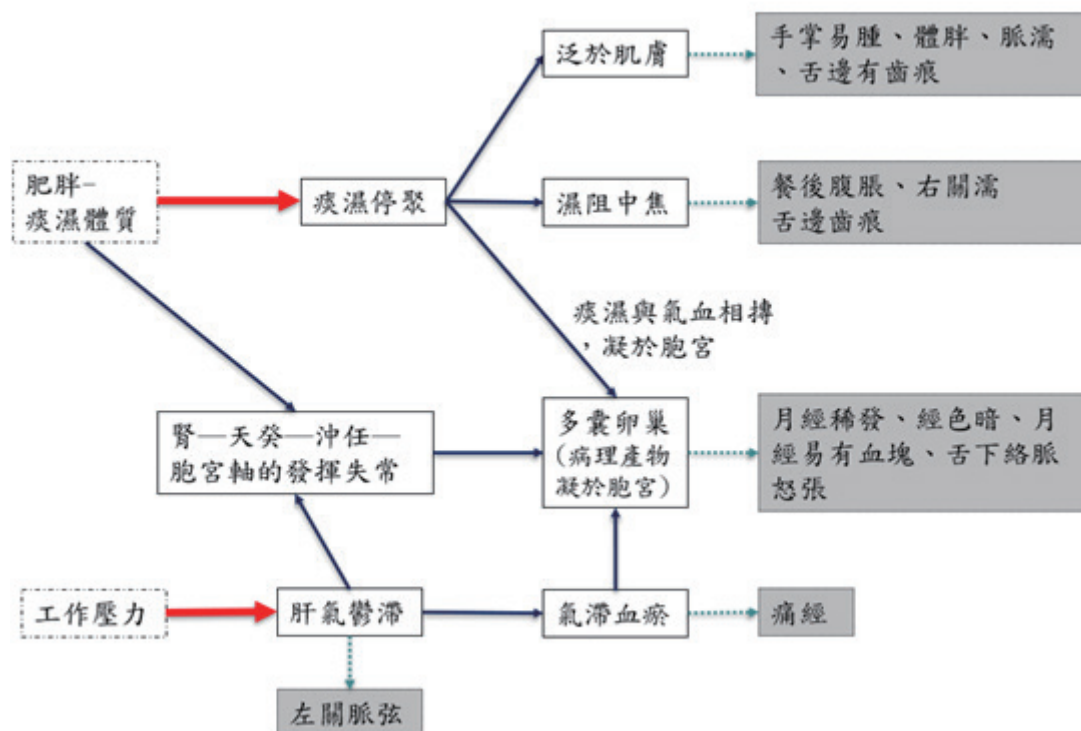 泛於肌膚
手掌易腫、體胖、脈濡
、舌邊有齒痕
肥胖-
痰濕體質
痰濕停聚
濕阻中焦
餐後腹脹、右關濡
舌邊齒痕
痰濕與氣血相摶
，凝於胞宮
腎—天癸—沖任—
胞宮軸的發揮失常
多囊卵巢
(病理產物
凝於胞宮)
月經稀發、經色暗、月
經易有血塊、舌下絡脈
怒張
工作壓力
肝氣鬱滯
氣滯血瘀
痛經
左關脈弦